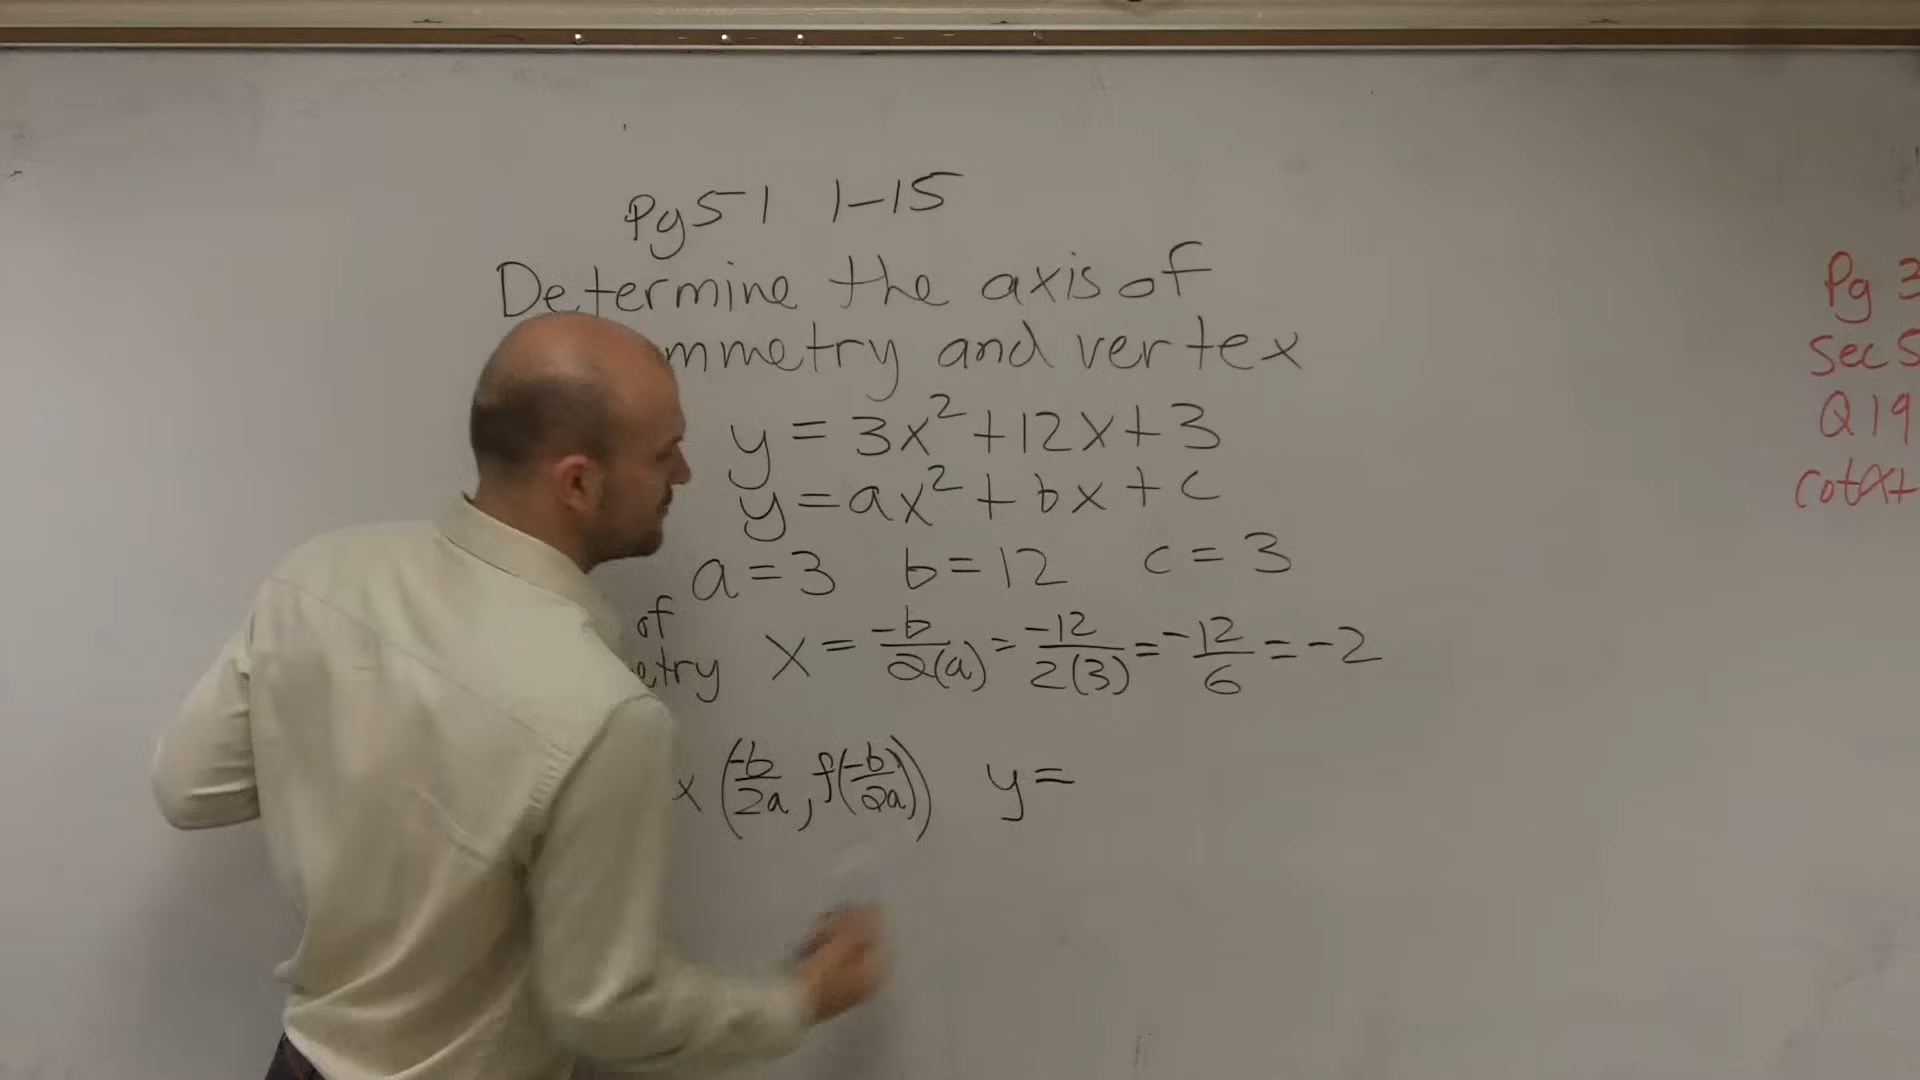 Pg 51 1-15
Determine the axis of
mmetry and vertex
y = 3x² + 12x + 3
y = ax² + bx + c
a = 3 b = 12 c = 3
of
etry x = -b/2(a) = -12/2(3) = -12/6 = -2
x (-b/2a, f(-b/2a)) y =
Pg 3
Sec 5
Q 19
cotx+